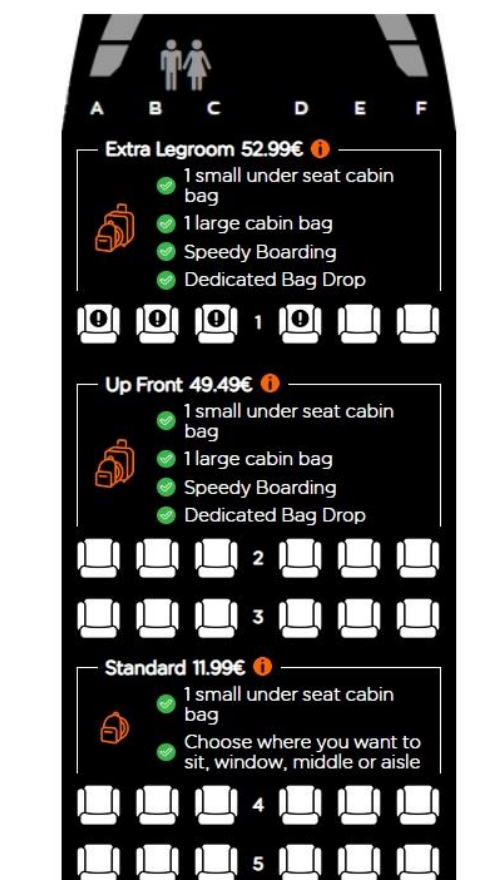 A B C D E F
Extra Legroom 52.99€ i
1 small under seat cabin
bag
1 large cabin bag
Speedy Boarding
Dedicated Bag Drop
! ! ! 1 !
Up Front 49.49€ i
1 small under seat cabin
bag
1 large cabin bag
Speedy Boarding
Dedicated Bag Drop
2
3
Standard 11.99€ i
1 small under seat cabin
bag
Choose where you want to
sit, window, middle or aisle
4
5